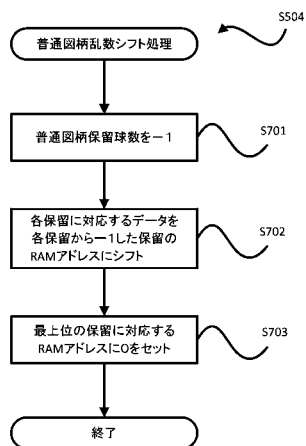 普通図柄乱数シフト処理
S504
普通図柄保留球数を－1
S701
各保留に対応するデータを
各保留から－1した保留の
RAMアドレスにシフト
S702
最上位の保留に対応する
RAMアドレスに0をセット
S703
終了